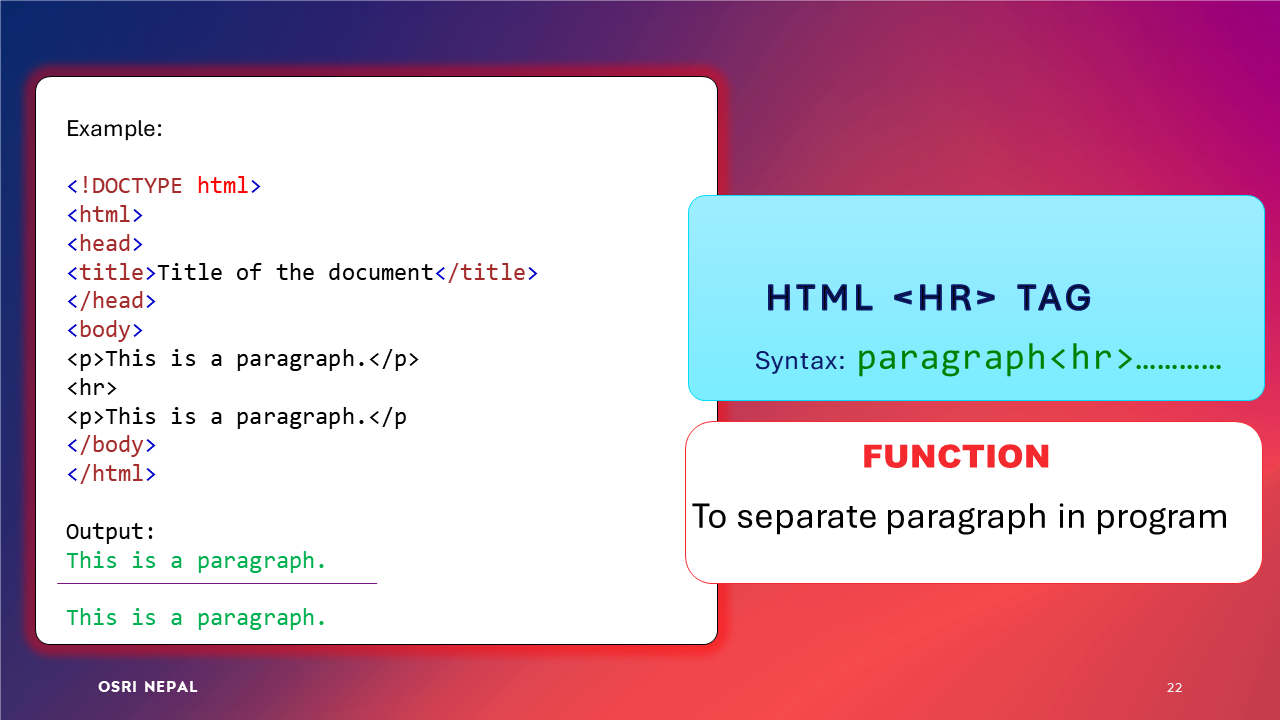 Example:
<!DOCTYPE html>
<html>
<head>
<title>Title of the document</title>
</head>
<body>
<p>This is a paragraph.</p>
<hr>
<p>This is a paragraph.</p
</body>
</html>
Output:
This is a paragraph.
This is a paragraph.
HTML <HR> TAG
Syntax: paragraph<hr>…………
FUNCTION
To separate paragraph in program
OSRI NEPAL
22